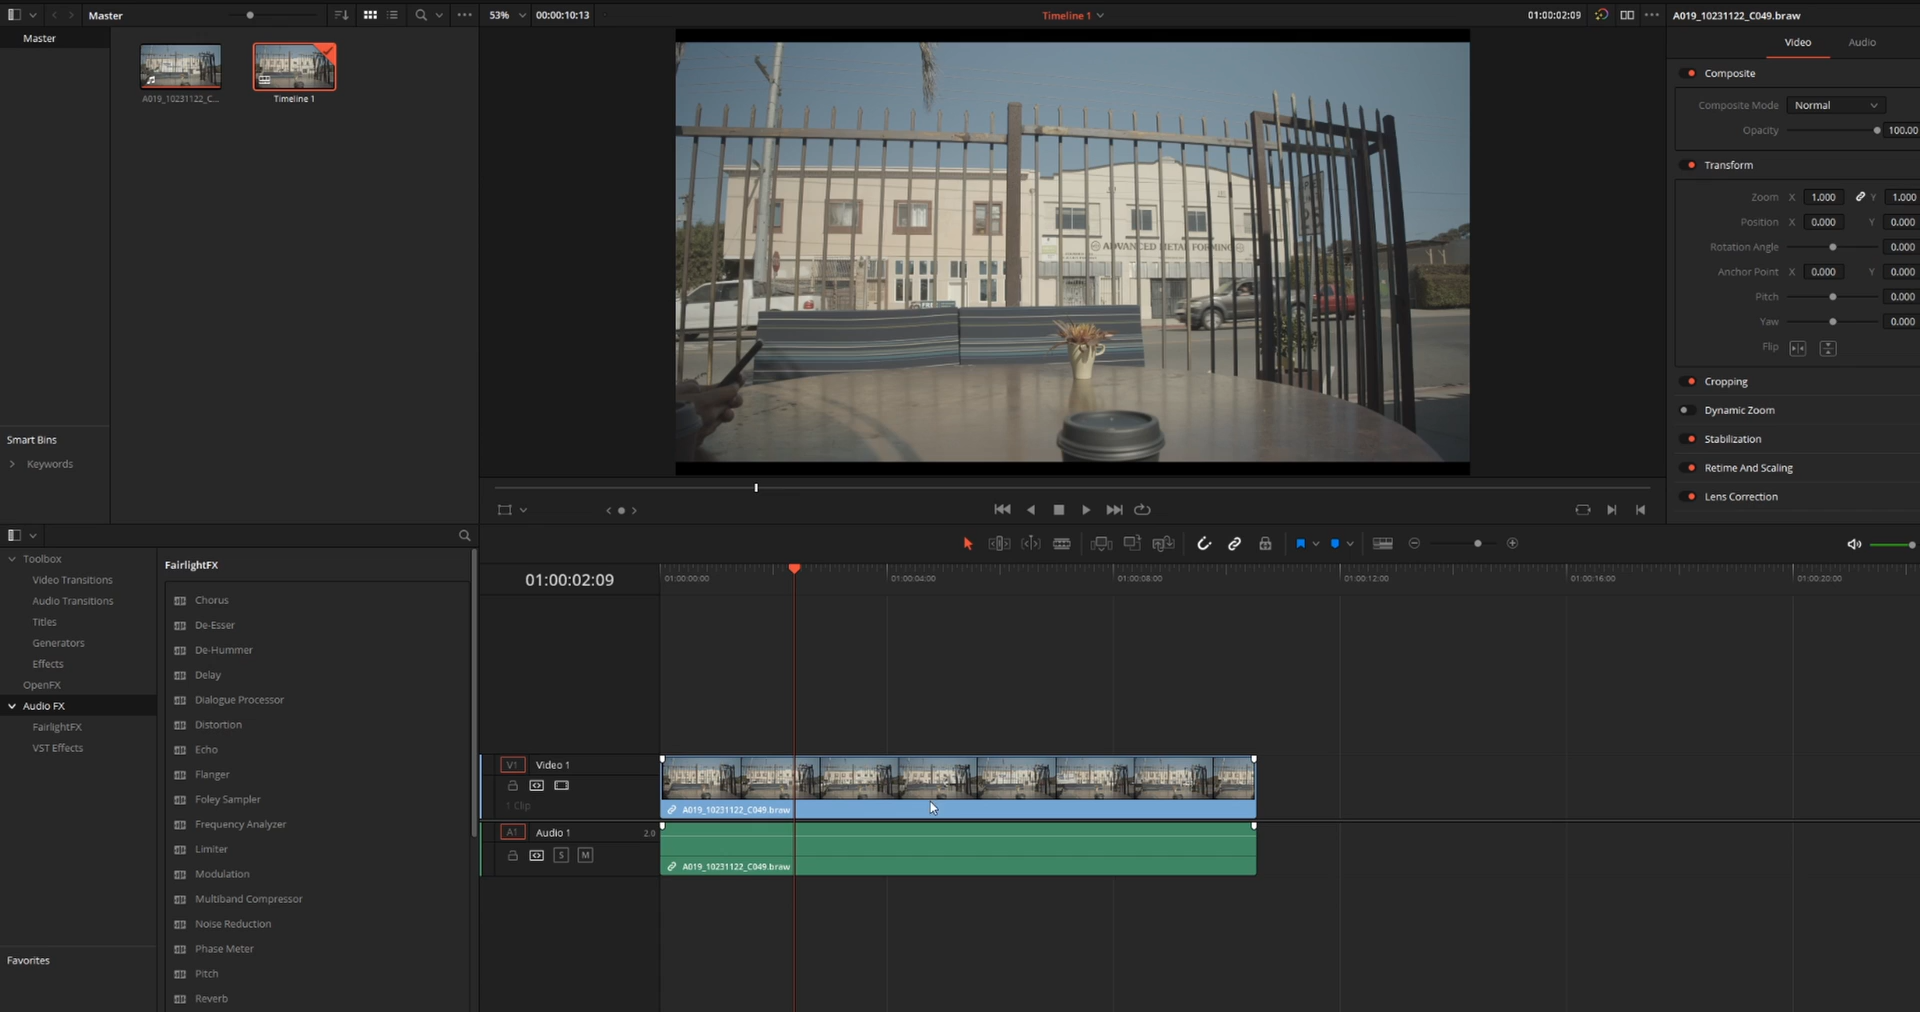 Master
53%
00:00:10:13
Timeline 1
01:00:02:09
A019_10231122_C049.braw
Master
A019_10231122_C...
Timeline 1
Smart Bins
Keywords
ADVANCED METAL FORMING
Video
Audio
Composite
Composite Mode
Normal
Opacity
100.00
Transform
Zoom X 1.000 Y 1.000
Position X 0.000 Y 0.000
Rotation Angle 0.000
Anchor Point X 0.000 Y 0.000
Pitch 0.000
Yaw 0.000
Flip
Cropping
Dynamic Zoom
Stabilization
Retime And Scaling
Lens Correction
Toolbox
Video Transitions
Audio Transitions
Titles
Generators
Effects
OpenFX
Audio FX
FairlightFX
VST Effects
Favorites
FairlightFX
Chorus
De-Esser
De-Hummer
Delay
Dialogue Processor
Distortion
Echo
Flanger
Foley Sampler
Frequency Analyzer
Limiter
Modulation
Multiband Compressor
Noise Reduction
Phase Meter
Pitch
Reverb
01:00:02:09
01:00:00:00
01:00:04:00
01:00:08:00
01:00:12:00
01:00:16:00
01:00:20:00
V1 Video 1
1 Clip
A019_10231122_C049.braw
A1 Audio 1 2.0
S M
A019_10231122_C049.braw